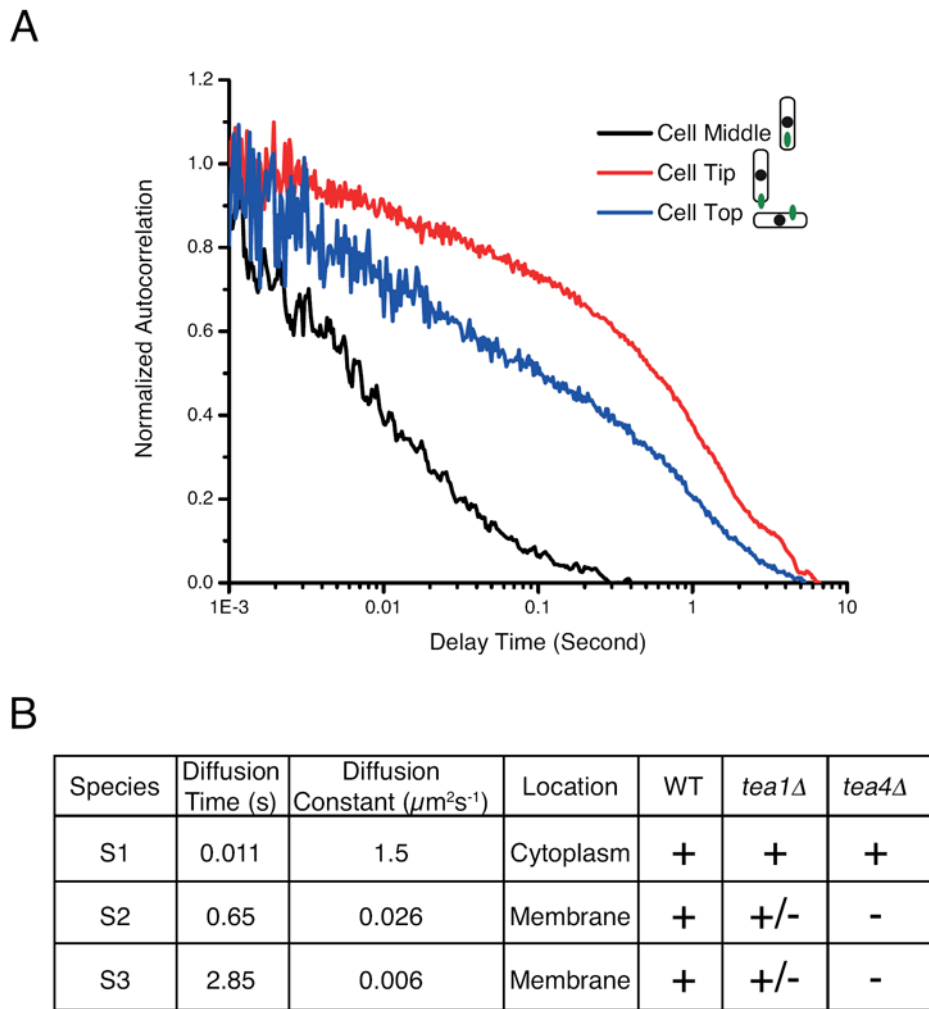 A
1.2
1.0
0.8
0.6
0.4
0.2
0.0
Normalized Autocorrelation
Cell Middle
Cell Tip
Cell Top
1E-3 0.01 0.1 1 10
Delay Time (Second)
B
Species Diffusion Time (s) Diffusion Constant (µm²s⁻¹) Location WT tea1Δ tea4Δ
S1 0.011 1.5 Cytoplasm + + +
S2 0.65 0.026 Membrane + +/- -
S3 2.85 0.006 Membrane + +/- -